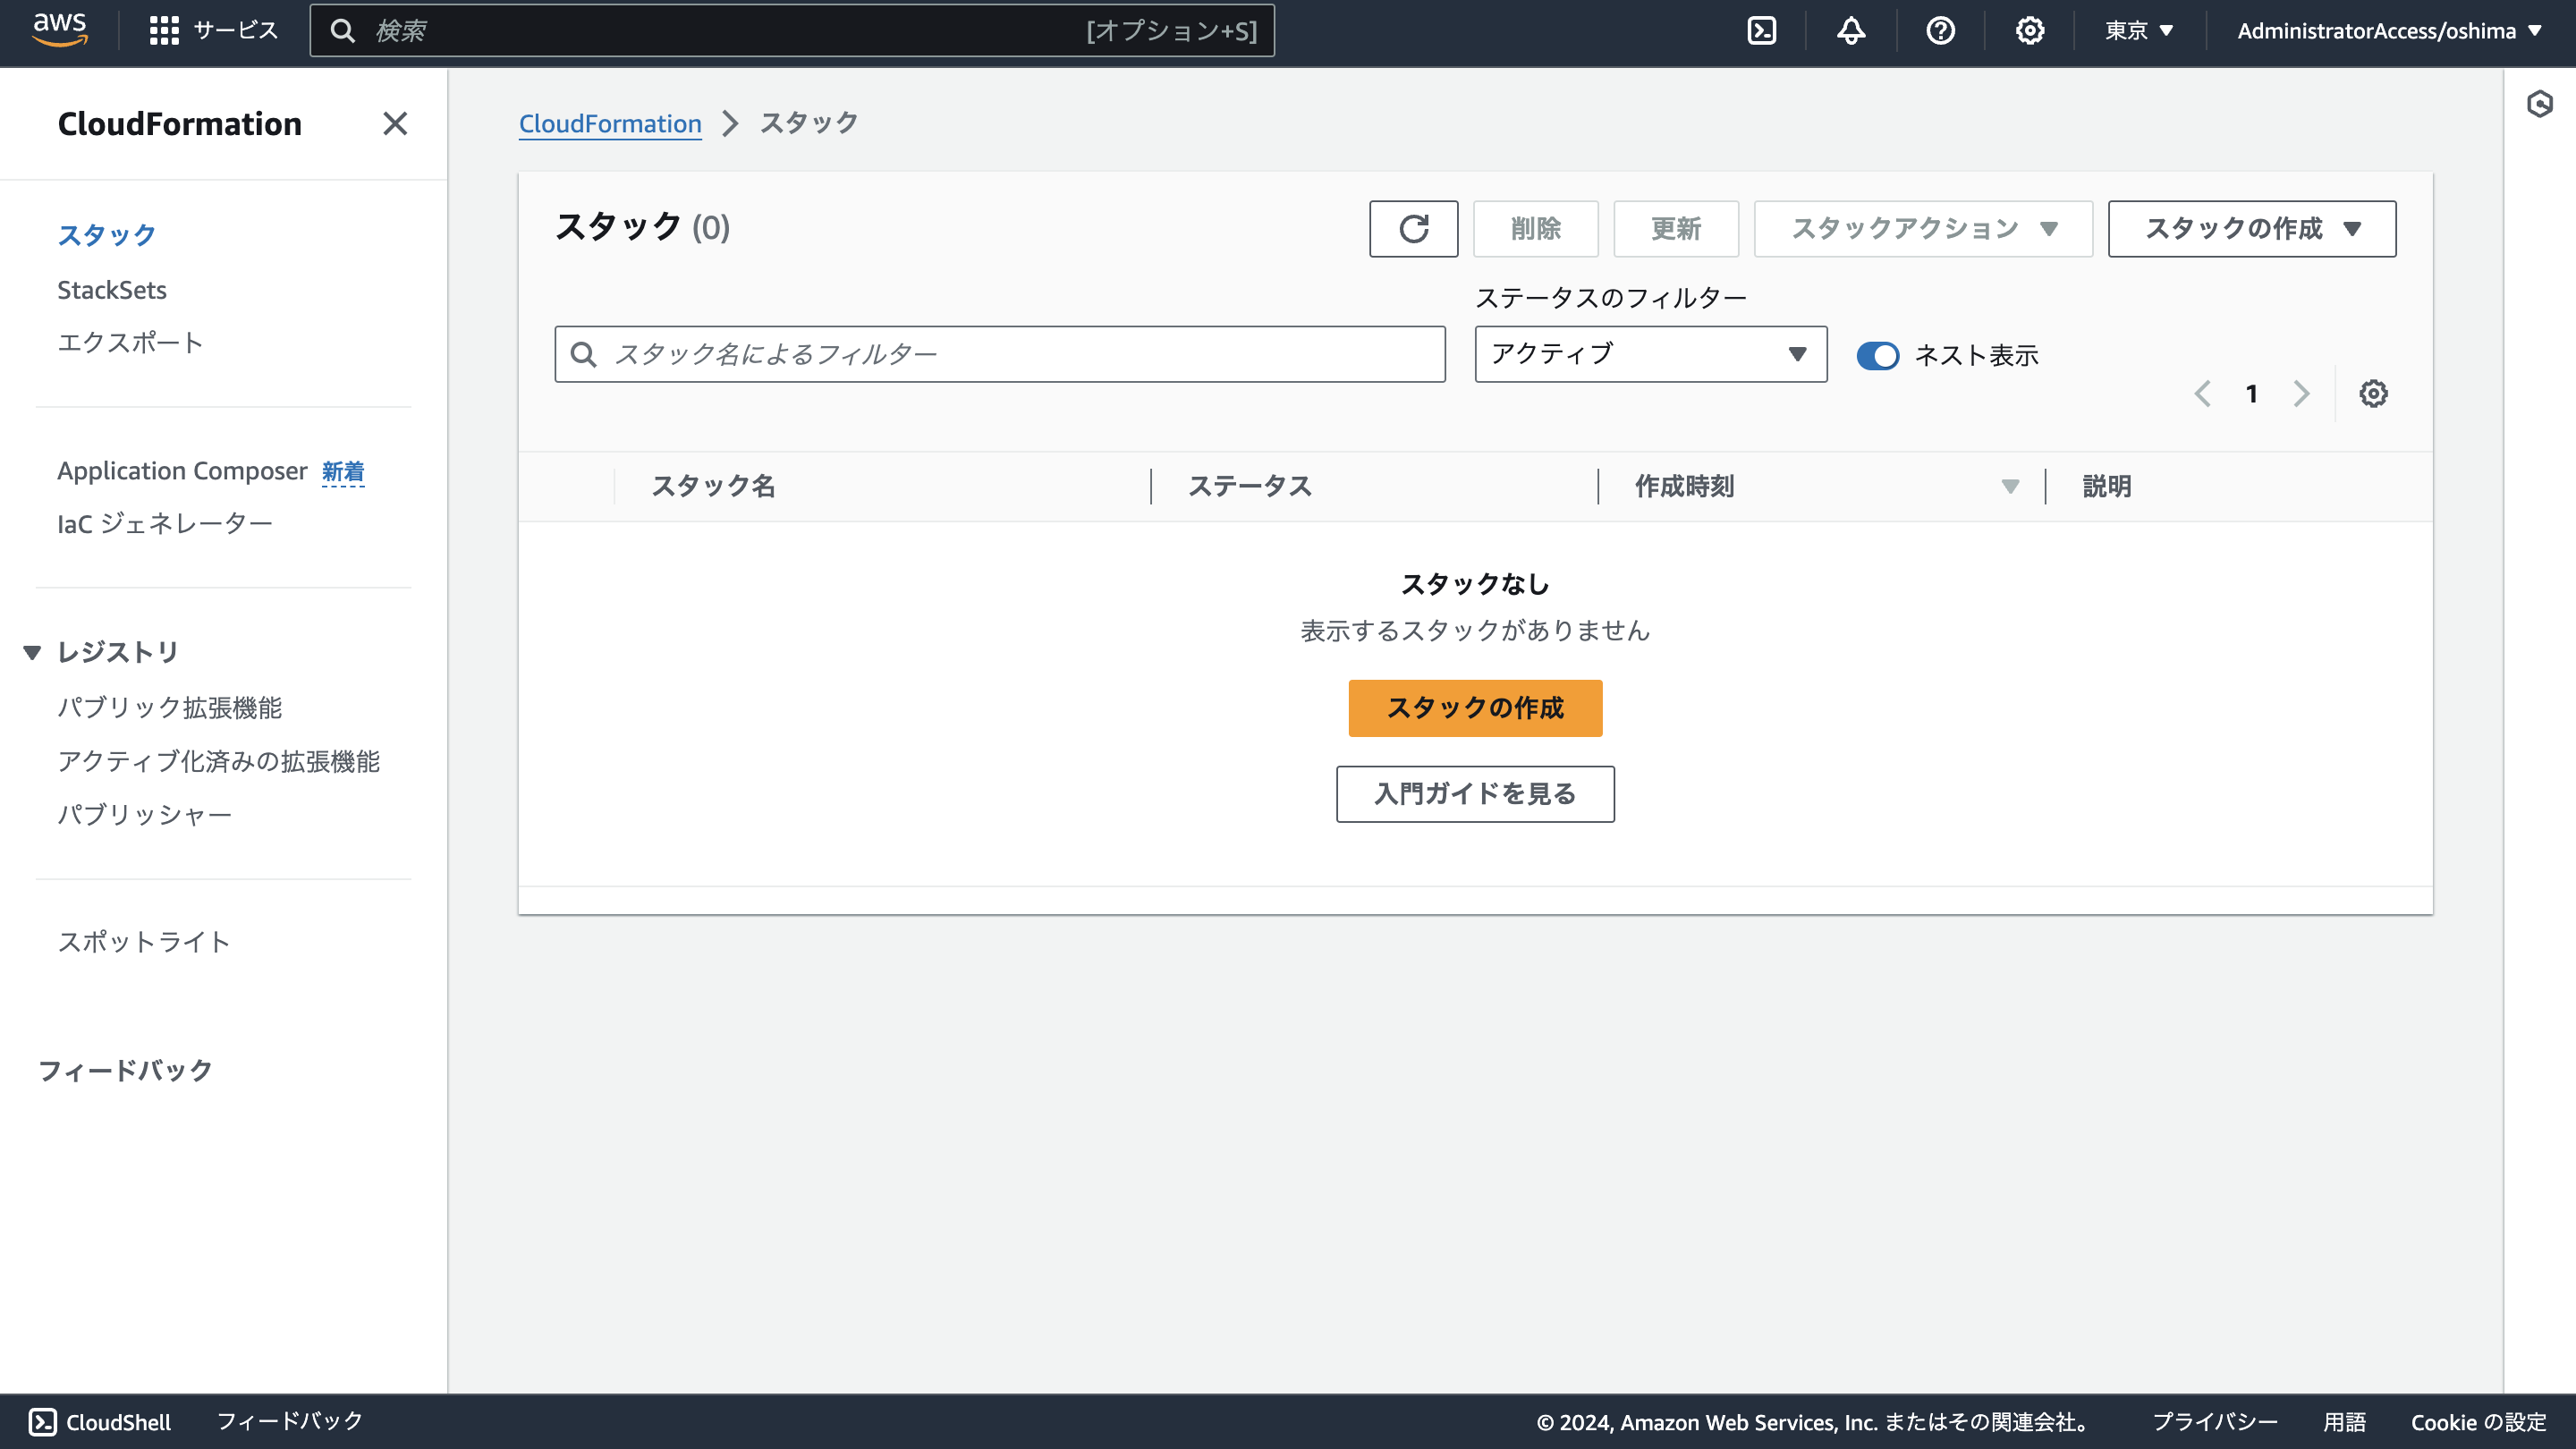 aws
サービス
検索
[オプション+S]
東京
AdministratorAccess/oshima
CloudFormation
スタック
StackSets
エクスポート
Application Composer 新着
IaC ジェネレーター
レジストリ
パブリック拡張機能
アクティブ化済みの拡張機能
パブリッシャー
スポットライト
フィードバック
CloudFormation
スタック
スタック (0)
削除
更新
スタックアクション
スタックの作成
スタック名によるフィルター
ステータスのフィルター
アクティブ
ネスト表示
1
スタック名
ステータス
作成時刻
説明
スタックなし
表示するスタックがありません
スタックの作成
入門ガイドを見る
CloudShell
フィードバック
© 2024, Amazon Web Services, Inc. またはその関連会社。
プライバシー
用語
Cookie の設定